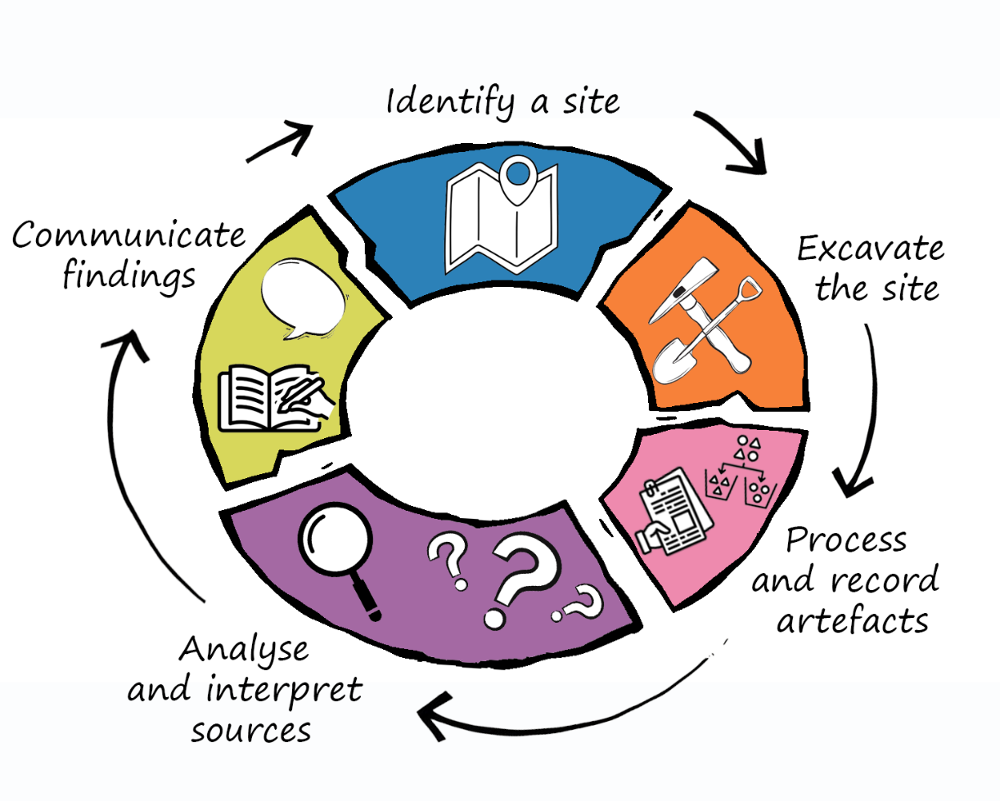 Identify a site
Excavate
the site
Process
and record
artefacts
Analyse
and interpret
sources
Communicate
findings